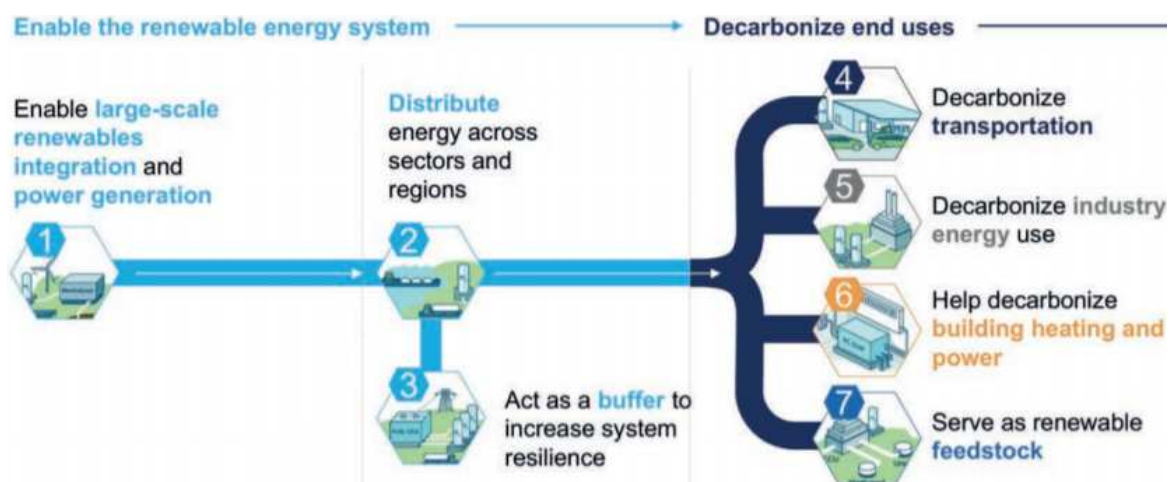 Enable the renewable energy system
Decarbonize end uses
Enable large-scale
renewables
integration and
power generation
1
Distribute
energy across
sectors and
regions
2
3
Act as a buffer to
increase system
resilience
4
Decarbonize
transportation
5
Decarbonize industry
energy use
6
Help decarbonize
building heating and
power
7
Serve as renewable
feedstock